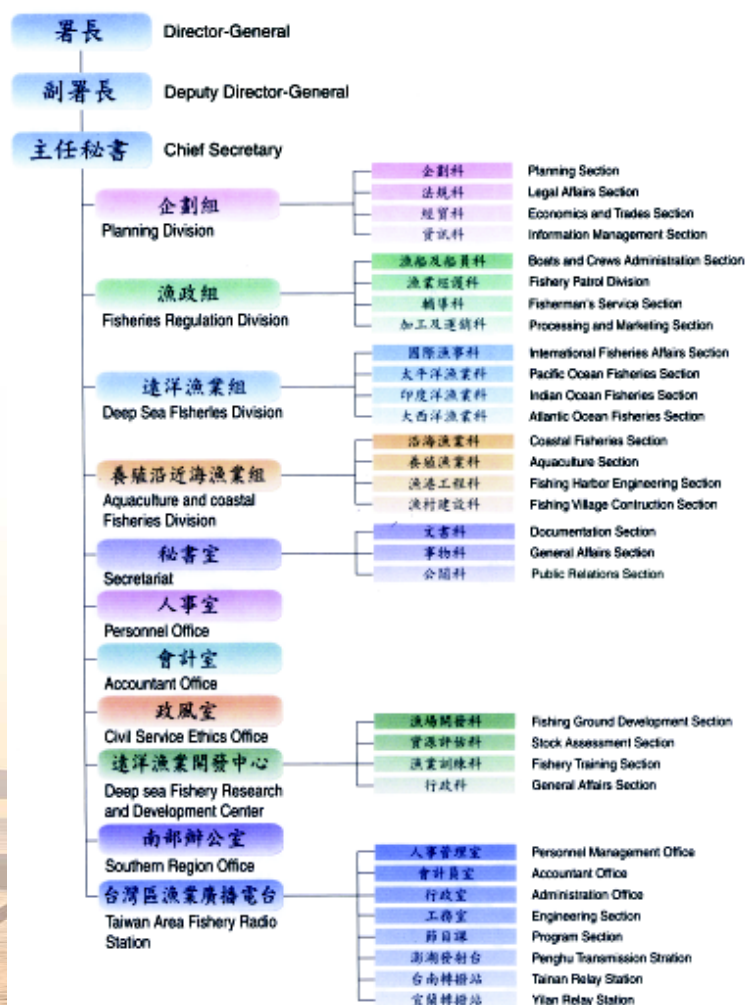 署長 Director-General
副署長 Deputy Director-General
主任秘書 Chief Secretary
企劃組
Planning Division
企劃科 Planning Section
法規科 Legal Affairs Section
經貿科 Economics and Trades Section
資訊科 Information Management Section
漁政組
Fisheries Regulation Division
漁船及船員科 Boats and Crews Administration Section
漁業巡護科 Fishery Patrol Division
輔導科 Fisherman's Service Section
加工及運銷科 Processing and Marketing Section
遠洋漁業組
Deep Sea Fisheries Division
國際漁事科 International Fisheries Affairs Section
太平洋漁業科 Pacific Ocean Fisheries Section
印度洋漁業科 Indian Ocean Fisheries Section
大西洋漁業科 Atlantic Ocean Fisheries Section
養殖沿近海漁業組
Aquaculture and coastal
Fisheries Division
沿海漁業科 Coastal Fisheries Section
養殖漁業科 Aquaculture Section
漁港工程科 Fishing Harbor Engineering Section
漁村建設科 Fishing Village Contruction Section
秘書室
Secretariat
文書科 Documentation Section
事物科 General Affairs Section
公關科 Public Relations Section
人事室
Personnel Office
會計室
Accountant Office
政風室
Civil Service Ethics Office
遠洋漁業開發中心
Deep sea Fishery Research
and Development Center
漁場開發科 Fishing Ground Development Section
資源評估科 Stock Assessment Section
漁業訓練科 Fishery Training Section
行政科 General Affairs Section
南部辦公室
Southern Region Office
台灣區漁業廣播電台
Taiwan Area Fishery Radio
Station
人事管理室 Personnel Management Office
會計員室 Accountant Office
行政室 Administration Office
工務室 Engineering Section
節目課 Program Section
澎湖發射台 Penghu Transmission Stration
台南轉播站 Tainan Relay Station
宜蘭轉播站 Yilan Relay Station